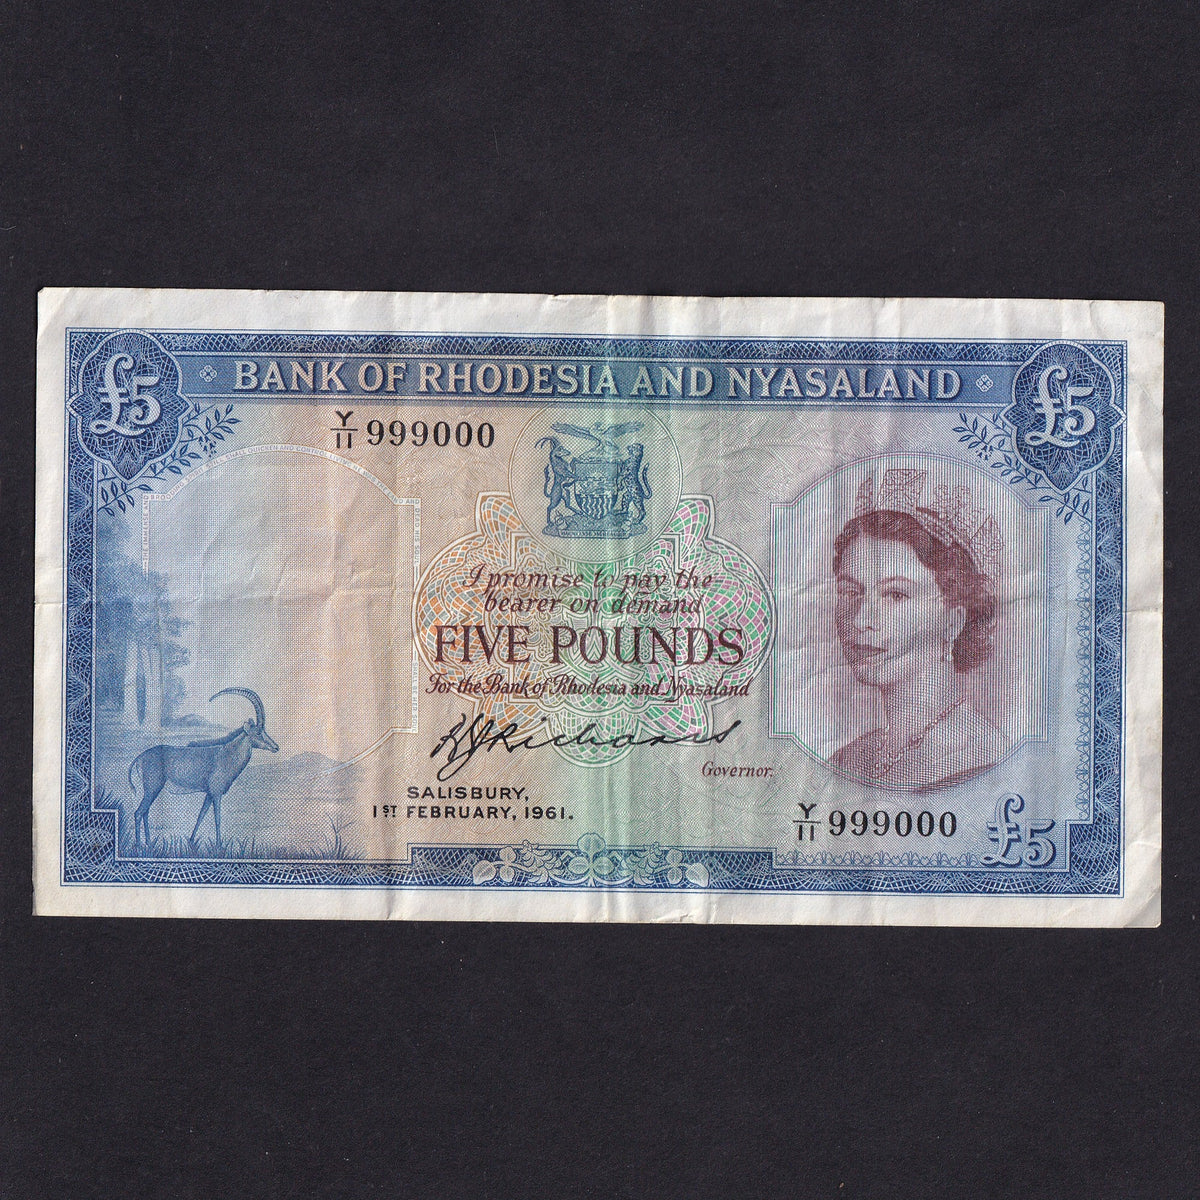 £5
BANK OF RHODESIA AND NYASALAND
£5
Y/11 999000
I promise to pay the
bearer on demand
FIVE POUNDS
For the Bank of Rhodesia and Nyasaland
Governor.
SALISBURY,
1ST FEBRUARY, 1961.
Y/11 999000
£5